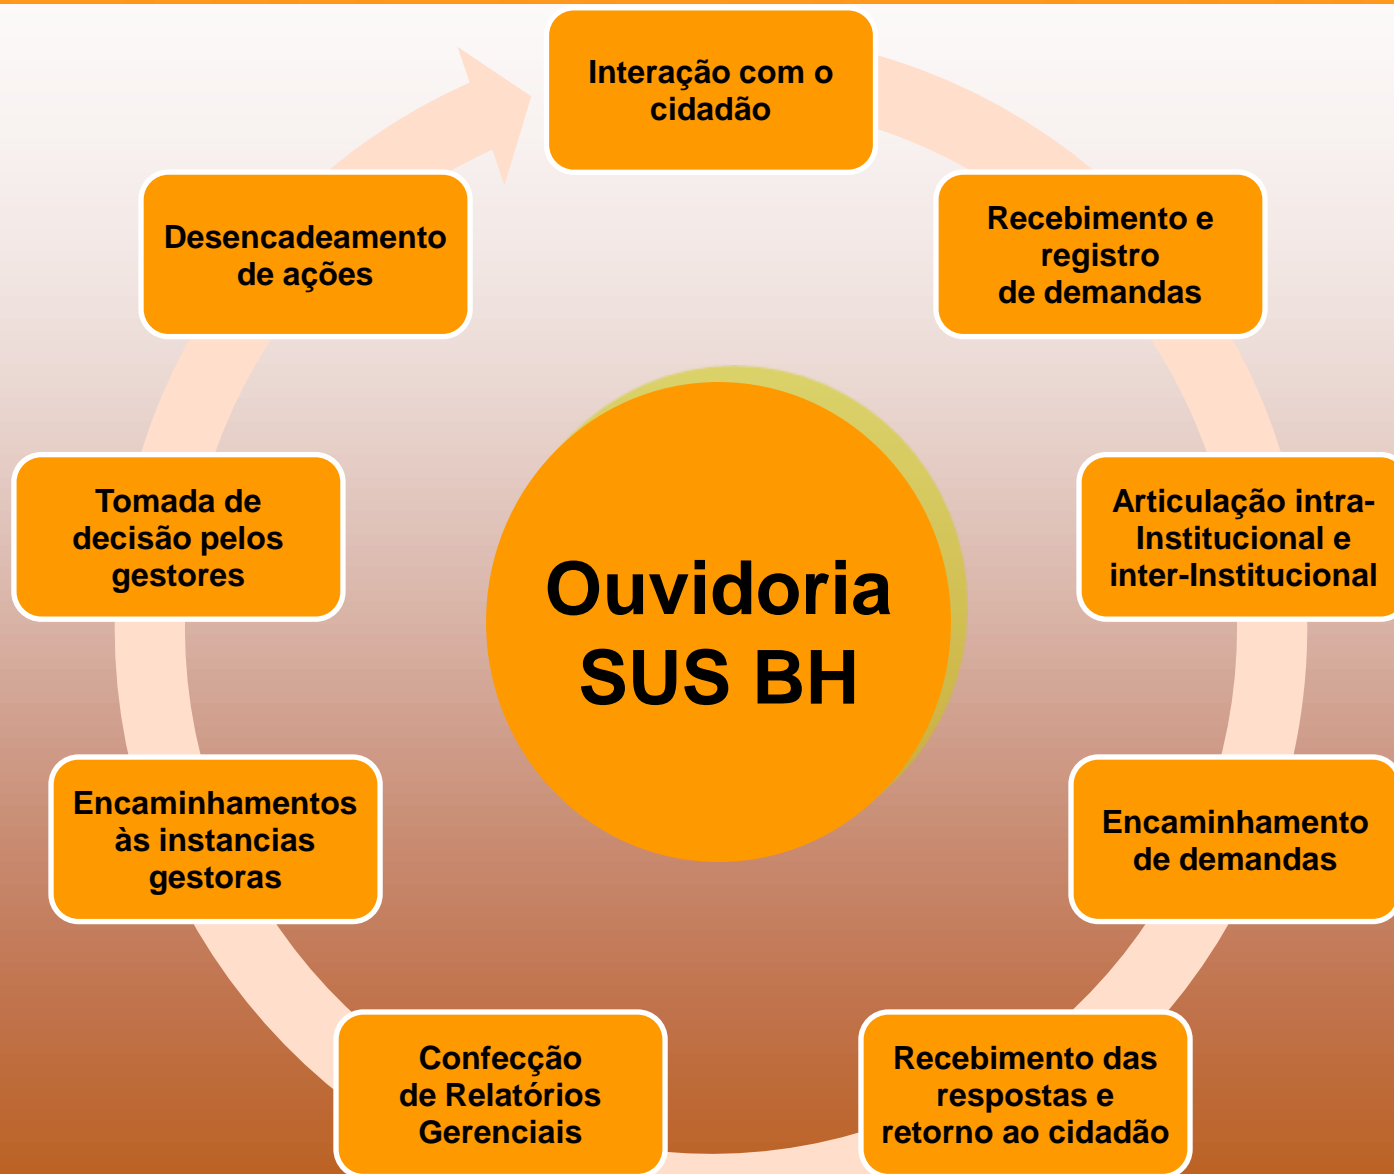 Interação com o
cidadão
Recebimento e
registro
de demandas
Articulação intra-
Institucional e
inter-Institucional
Encaminhamento
de demandas
Recebimento das
respostas e
retorno ao cidadão
Confecção
de Relatórios
Gerenciais
Encaminhamentos
às instancias
gestoras
Tomada de
decisão pelos
gestores
Desencadeamento
de ações
Ouvidoria
SUS BH